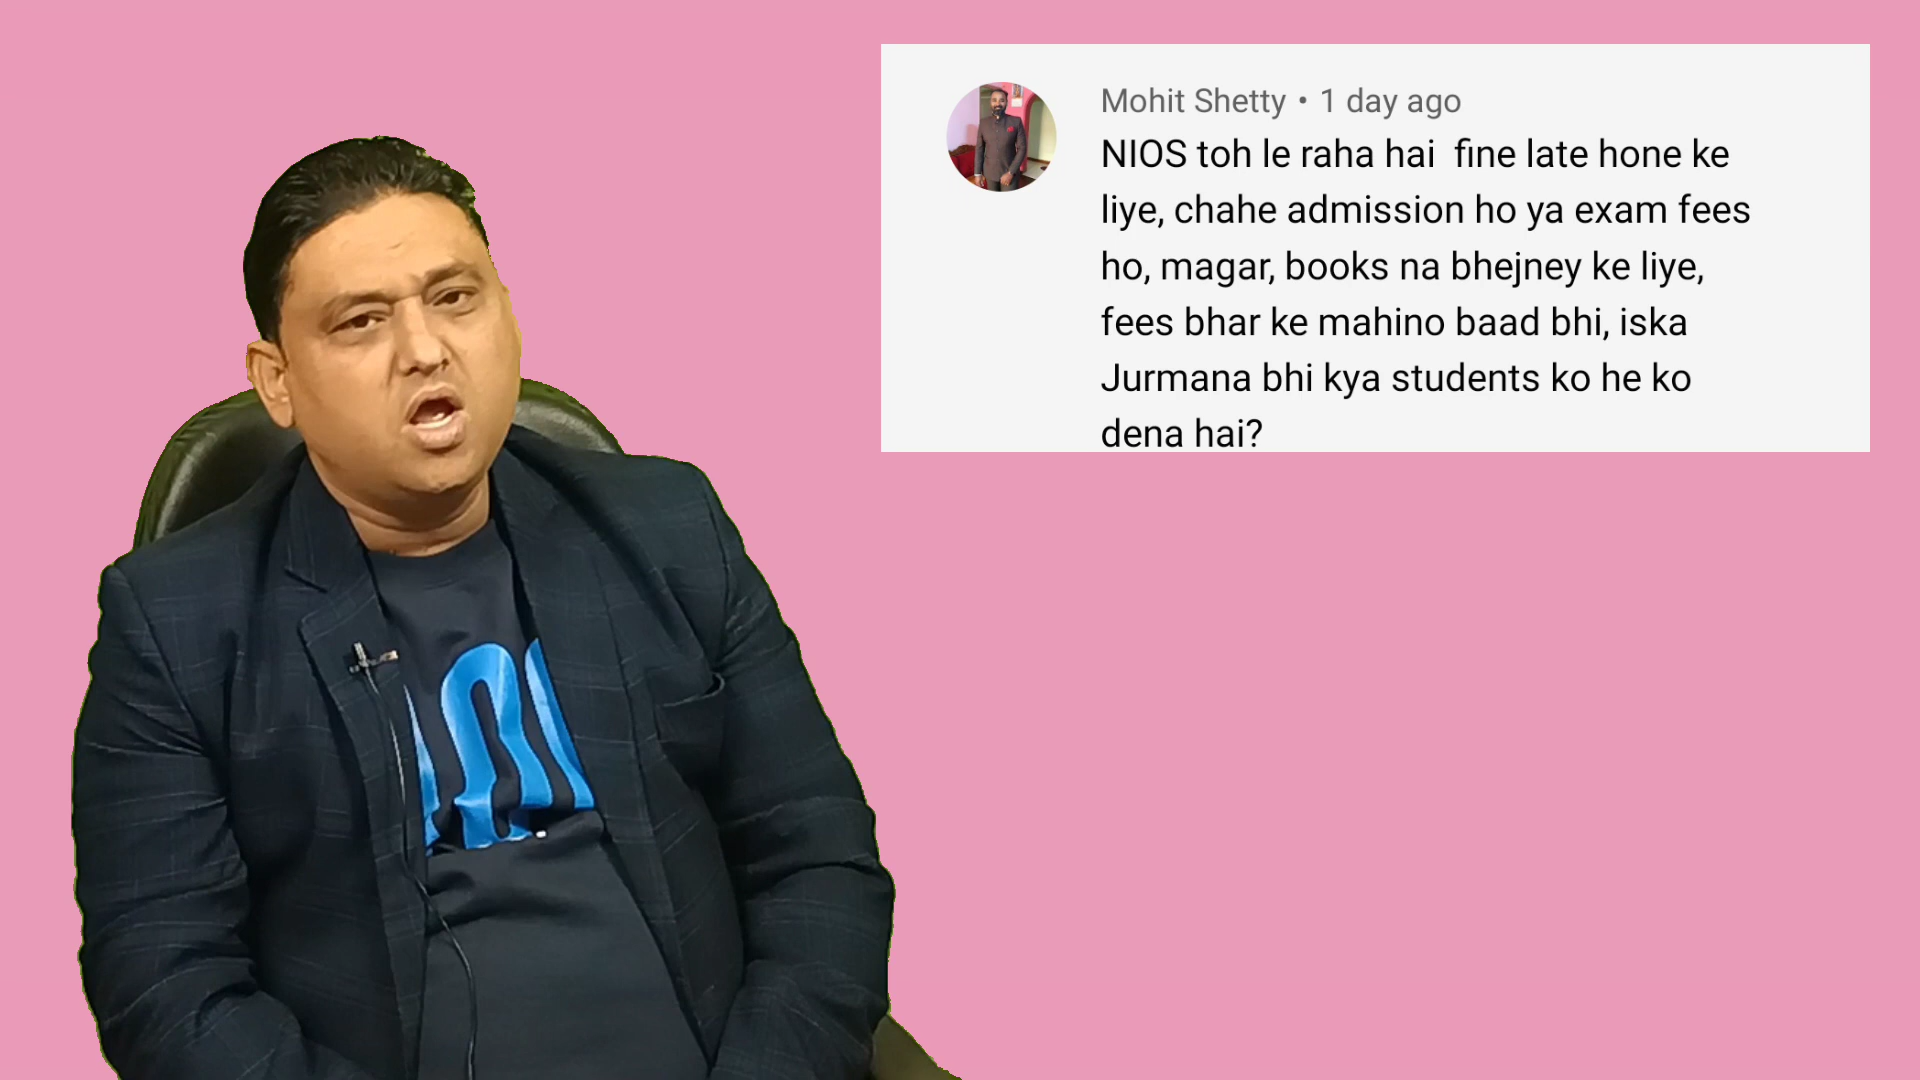 Mohit Shetty • 1 day ago
NIOS toh le raha hai fine late hone ke
liye, chahe admission ho ya exam fees
ho, magar, books na bhejney ke liye,
fees bhar ke mahino baad bhi, iska
Jurmana bhi kya students ko he ko
dena hai?